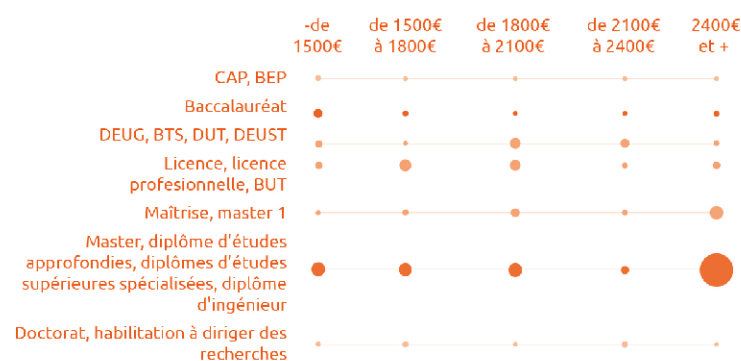 -de de 1500€ de 1800€ de 2100€ 2400€
1500€ à 1800€ à 2100€ à 2400€ et +
CAP, BEP
Baccalauréat
DEUG, BTS, DUT, DEUST
Licence, licence
profesionnelle, BUT
Maîtrise, master 1
Master, diplôme d'études
approfondies, diplômes d'études
supérieures spécialisées, diplôme
d'ingénieur
Doctorat, habilitation à diriger des
recherches